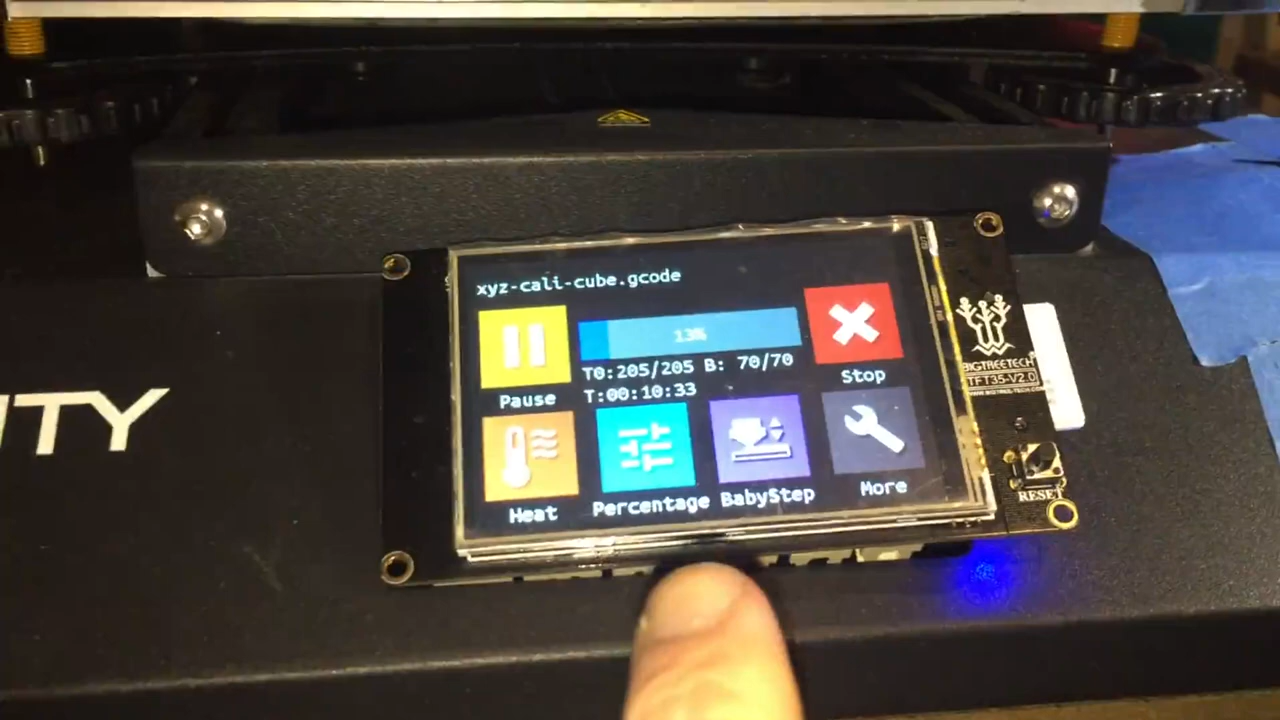 xyz-cali-cube.gcode
13%
T0:205/205 B: 70/70
T:00:10:33
Pause
Stop
Heat
Percentage
BabyStep
More
BIGTREETECH
TFT35-V2.0
RESET
ITY